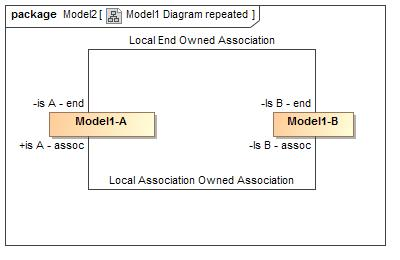 package Model2 [ Model1 Diagram repeated ]
Local End Owned Association
-is A - end
-Is B - end
Model1-A
Model1-B
+is A - assoc
-Is B - assoc
Local Association Owned Association